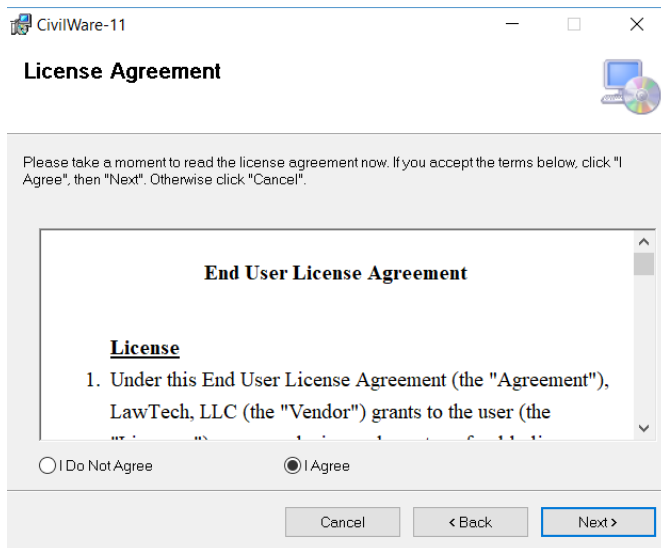 CivilWare-11
License Agreement
Please take a moment to read the license agreement now. If you accept the terms below, click "I
Agree", then "Next". Otherwise click "Cancel".
End User License Agreement
License
1. Under this End User License Agreement (the "Agreement"),
LawTech, LLC (the "Vendor") grants to the user (the
I Do Not Agree
I Agree
Cancel
< Back
Next >